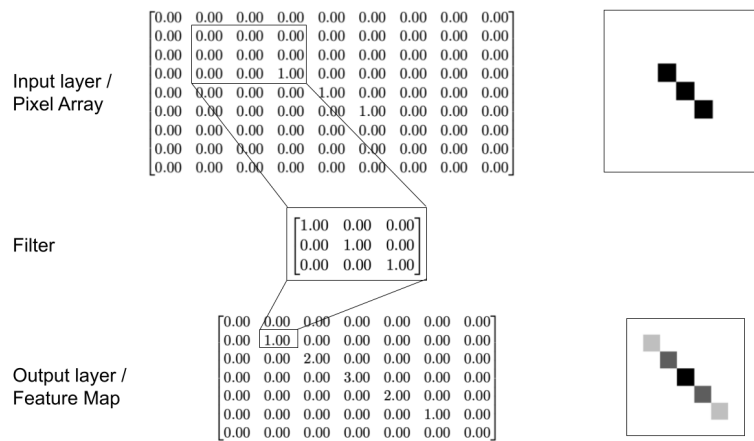 0.00 0.00 0.00 0.00 0.00 0.00 0.00 0.00 0.00
0.00 0.00 0.00 0.00 0.00 0.00 0.00 0.00 0.00
0.00 0.00 0.00 0.00 0.00 0.00 0.00 0.00 0.00
0.00 0.00 0.00 1.00 0.00 0.00 0.00 0.00 0.00
Input layer /
Pixel Array
0.00 0.00 0.00 0.00 1.00 0.00 0.00 0.00 0.00
0.00 0.00 0.00 0.00 0.00 1.00 0.00 0.00 0.00
0.00 0.00 0.00 0.00 0.00 0.00 0.00 0.00 0.00
0.00 0.00 0.00 0.00 0.00 0.00 0.00 0.00 0.00
0.00 0.00 0.00 0.00 0.00 0.00 0.00 0.00 0.00
Filter
1.00 0.00 0.00
0.00 1.00 0.00
0.00 0.00 1.00
0.00 0.00 0.00 0.00 0.00 0.00 0.00
0.00 1.00 0.00 0.00 0.00 0.00 0.00
0.00 0.00 2.00 0.00 0.00 0.00 0.00
Output layer /
Feature Map
0.00 0.00 0.00 3.00 0.00 0.00 0.00
0.00 0.00 0.00 0.00 2.00 0.00 0.00
0.00 0.00 0.00 0.00 0.00 1.00 0.00
0.00 0.00 0.00 0.00 0.00 0.00 0.00